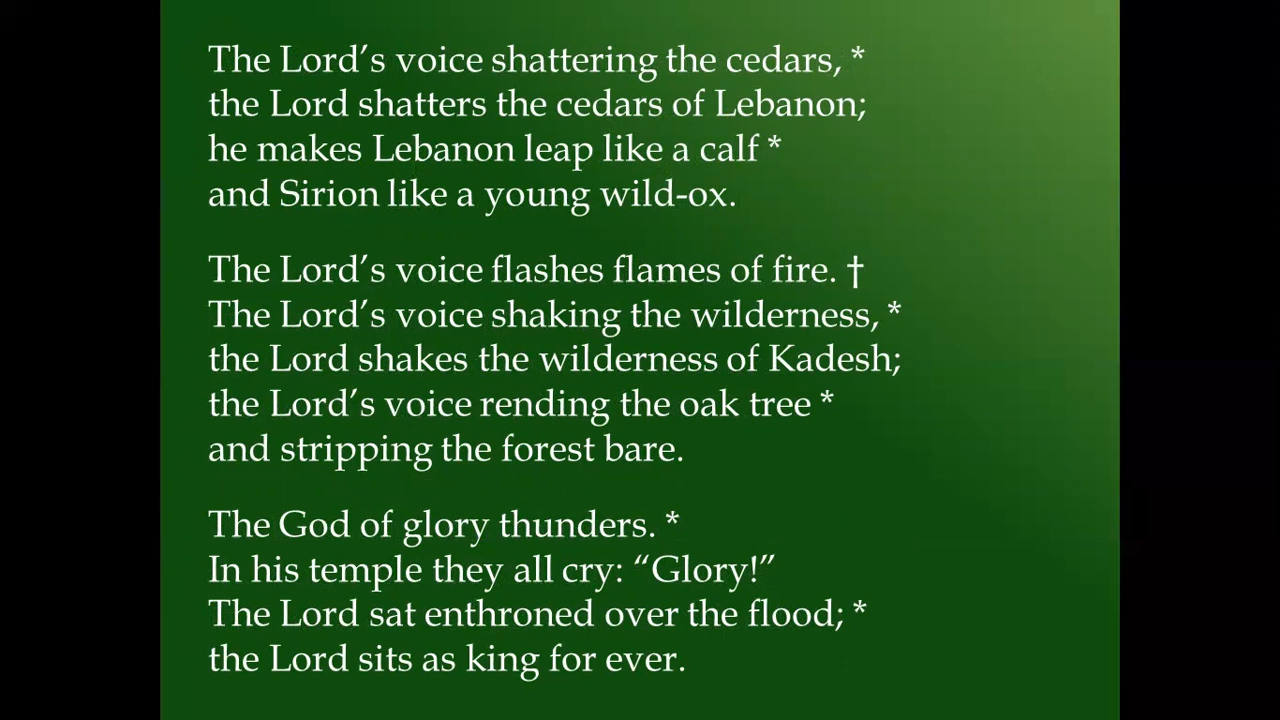 The Lord’s voice shattering the cedars, *
the Lord shatters the cedars of Lebanon;
he makes Lebanon leap like a calf *
and Sirion like a young wild-ox.
The Lord’s voice flashes flames of fire. †
The Lord’s voice shaking the wilderness, *
the Lord shakes the wilderness of Kadesh;
the Lord’s voice rending the oak tree *
and stripping the forest bare.
The God of glory thunders. *
In his temple they all cry: “Glory!”
The Lord sat enthroned over the flood; *
the Lord sits as king for ever.